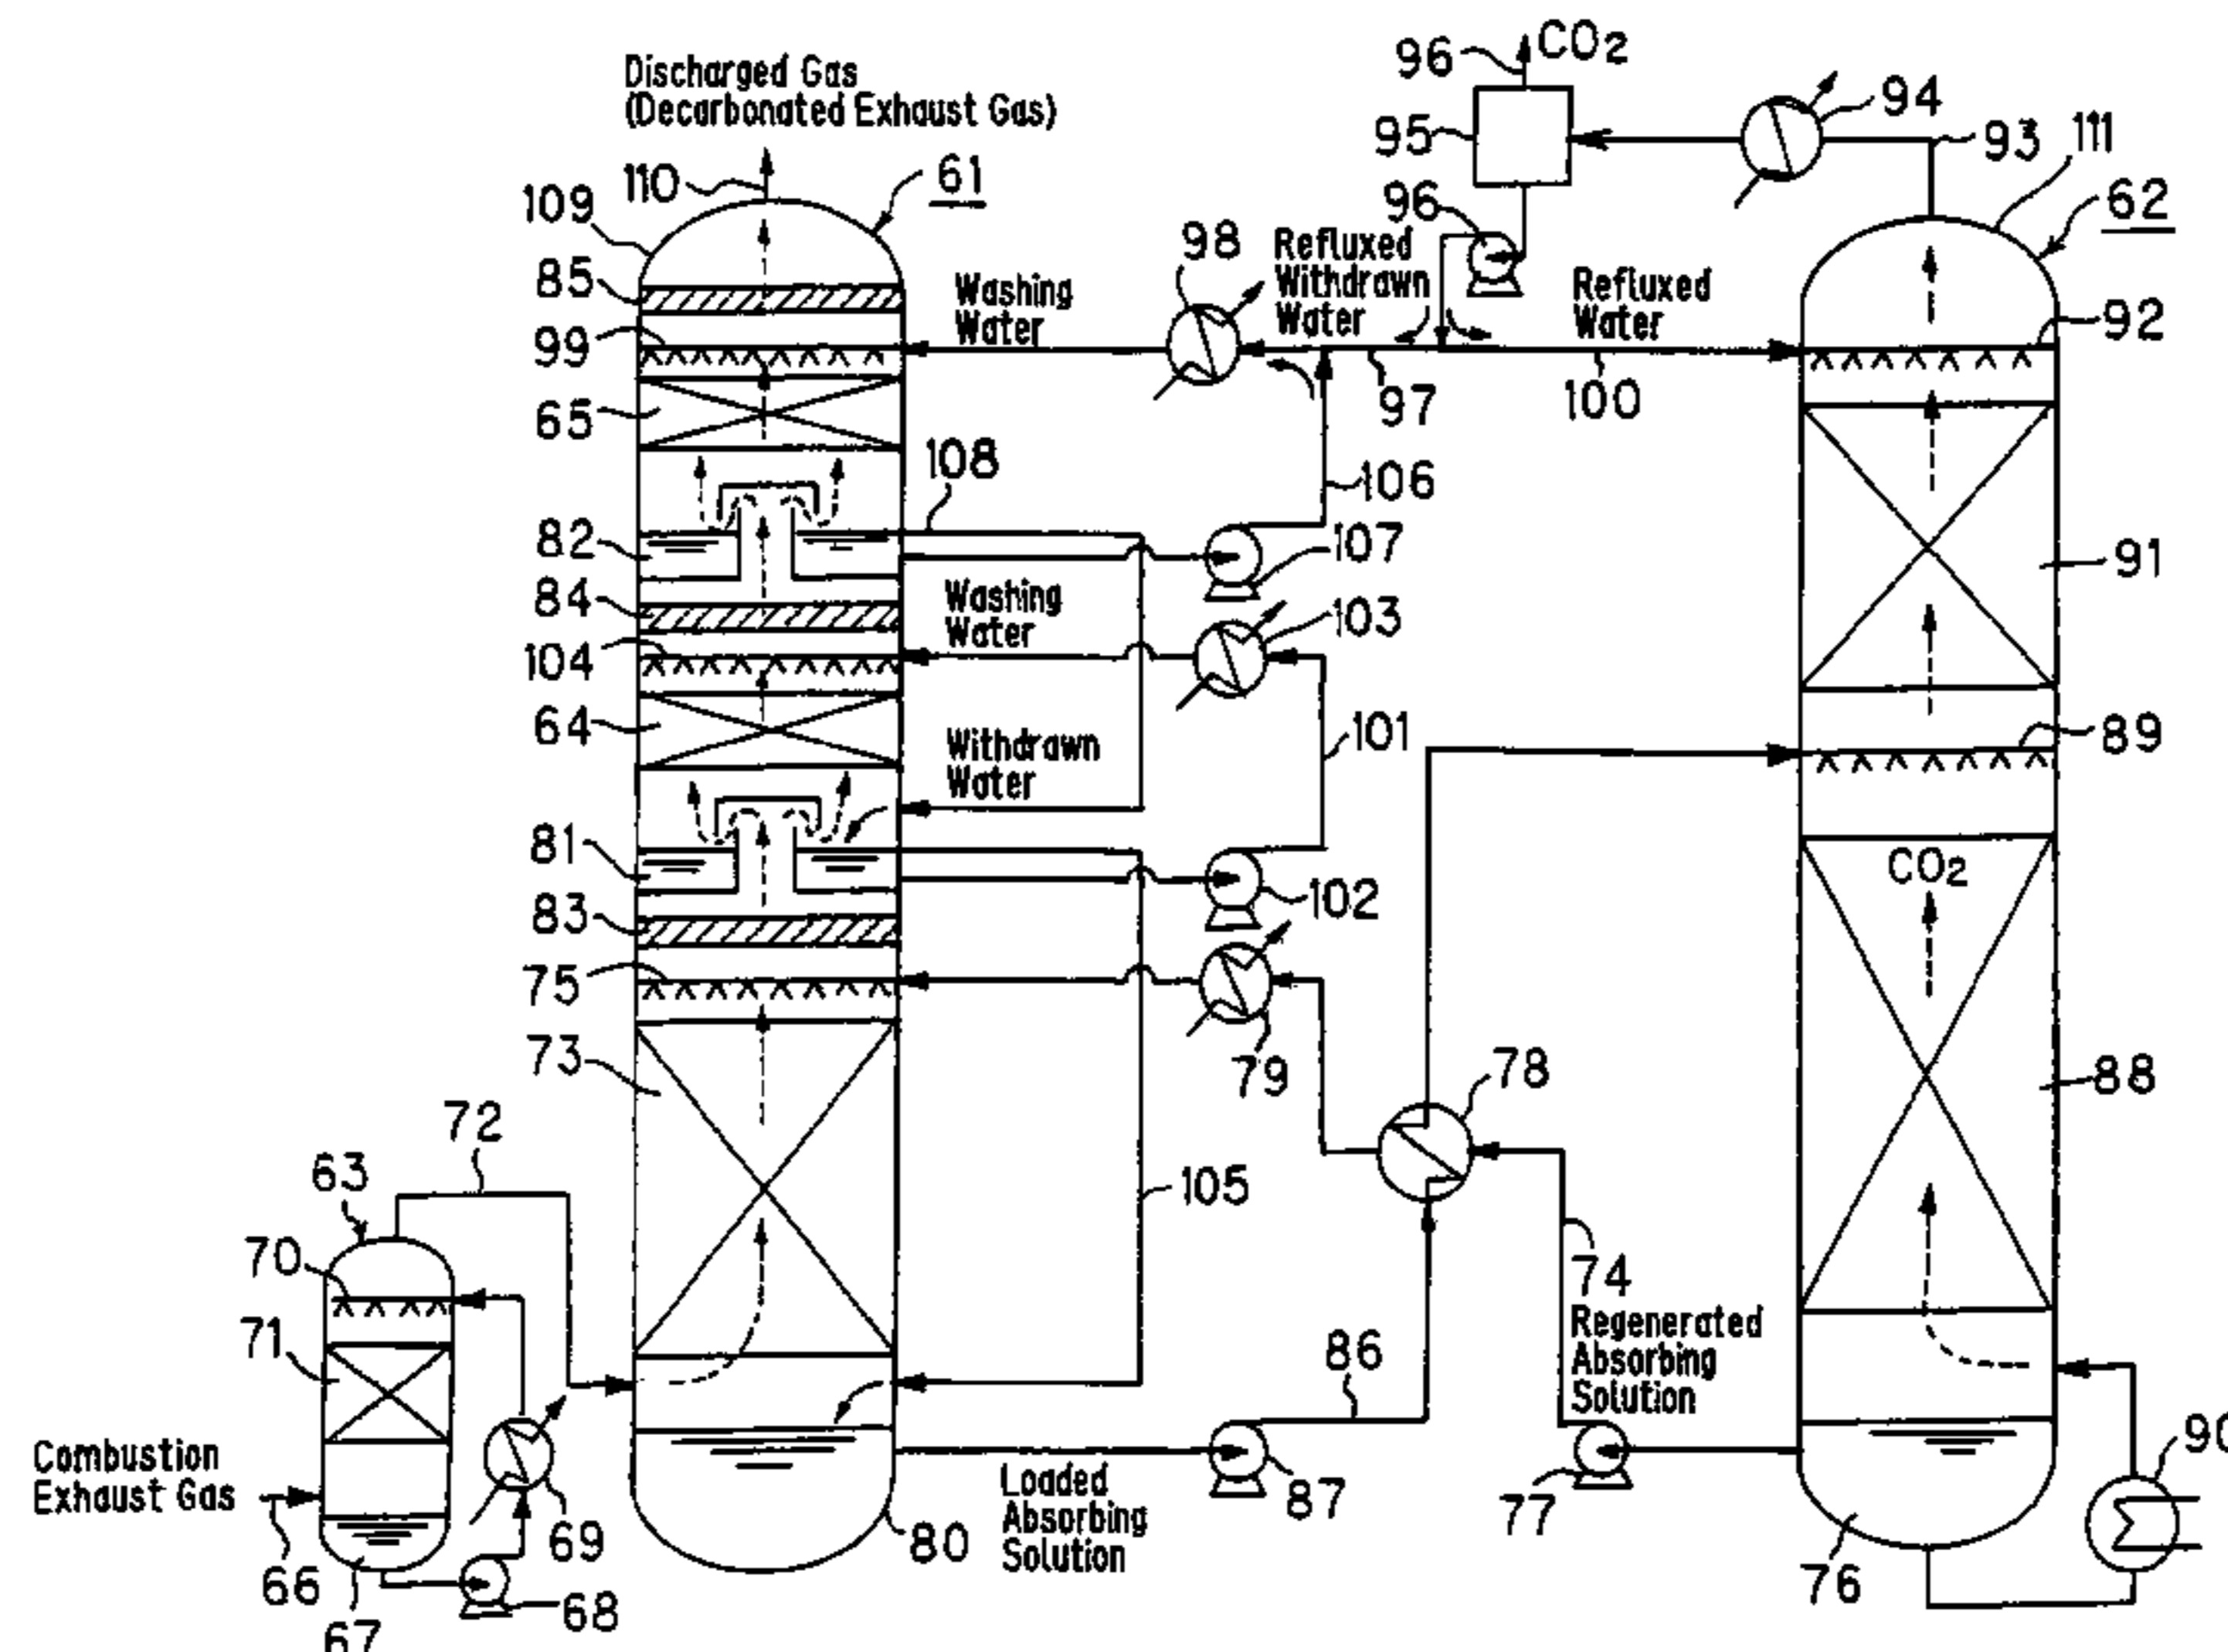 Discharged Gas
(Decarbonated Exhaust Gas)
96
CO2
94
95
93
111
110
61
109
96
62
98
Refluxed
Withdrawn
Water
Refluxed
Water
85
Washing
Water
92
99
97
100
65
108
106
82
107
91
84
Washing
Water
103
104
64
101
Withdrawn
Water
89
81
CO2
83
102
75
73
79
78
88
72
63
105
70
74
71
86
Regenerated
Absorbing
Solution
Combustion
Exhaust Gas
90
Loaded
Absorbing
Solution
87
77
69
80
66
76
68
67